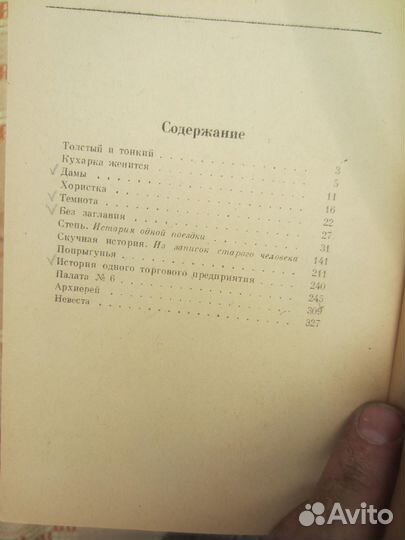 Содержание
Толстый и тонкий . . . . . . . . . . 3
Кухарка женится . . . . . . . . . . 5
Дамы . . . . . . . . . . 11
Хористка . . . . . . . . . . 16
Темнота . . . . . . . . . . 22
Без заглавия . . . . . . . . . . 27
Степь. История одной поездки . . . . . . 31
Скучная история. Из записок старого человека 141
Попрыгунья . . . . . . . . . . 211
История одного торгового предприятия . . . . 240
Палата № 6 . . . . . . . . . . 245
Архиерей . . . . . . . . . . 309
Невеста . . . . . . . . . . 327
Avito